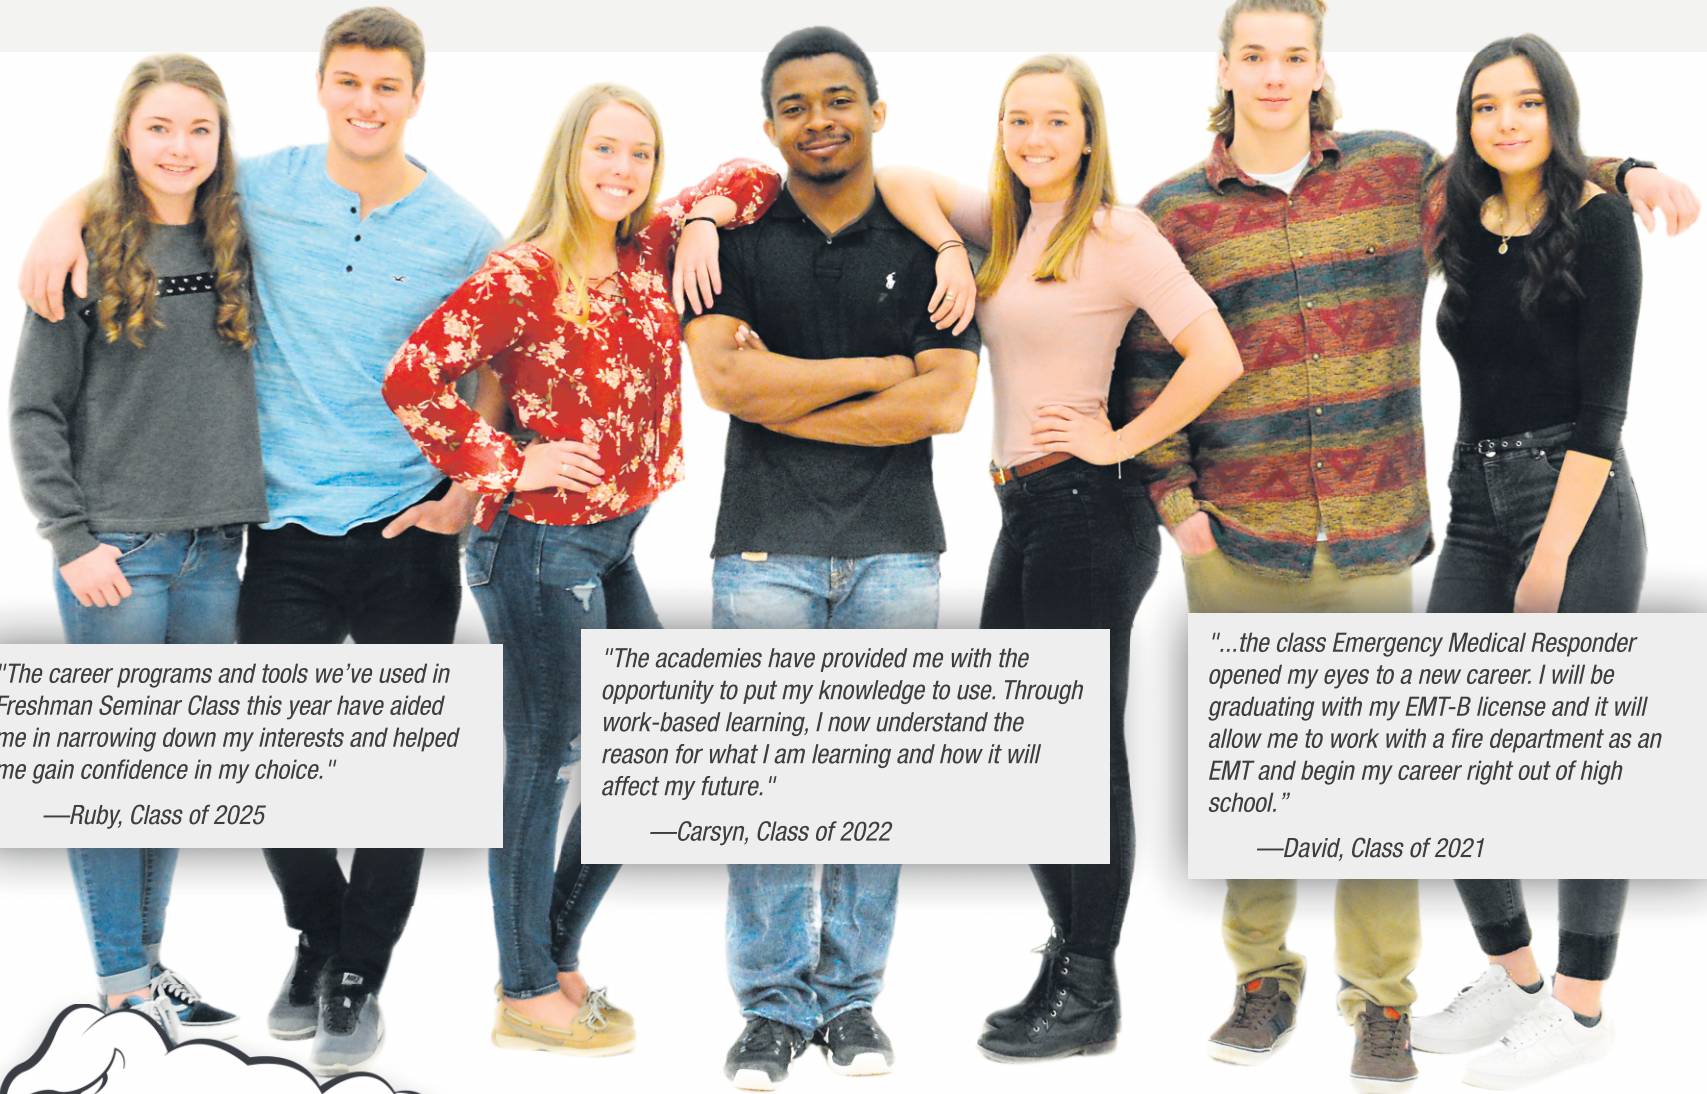 "The career programs and tools we've used in
Freshman Seminar Class this year have aided
me in narrowing down my interests and helped
me gain confidence in my choice."
—Ruby, Class of 2025
"The academies have provided me with the
opportunity to put my knowledge to use. Through
work-based learning, I now understand the
reason for what I am learning and how it will
affect my future."
—Carsyn, Class of 2022
"...the class Emergency Medical Responder
opened my eyes to a new career. I will be
graduating with my EMT-B license and it will
allow me to work with a fire department as an
EMT and begin my career right out of high
school.”
—David, Class of 2021